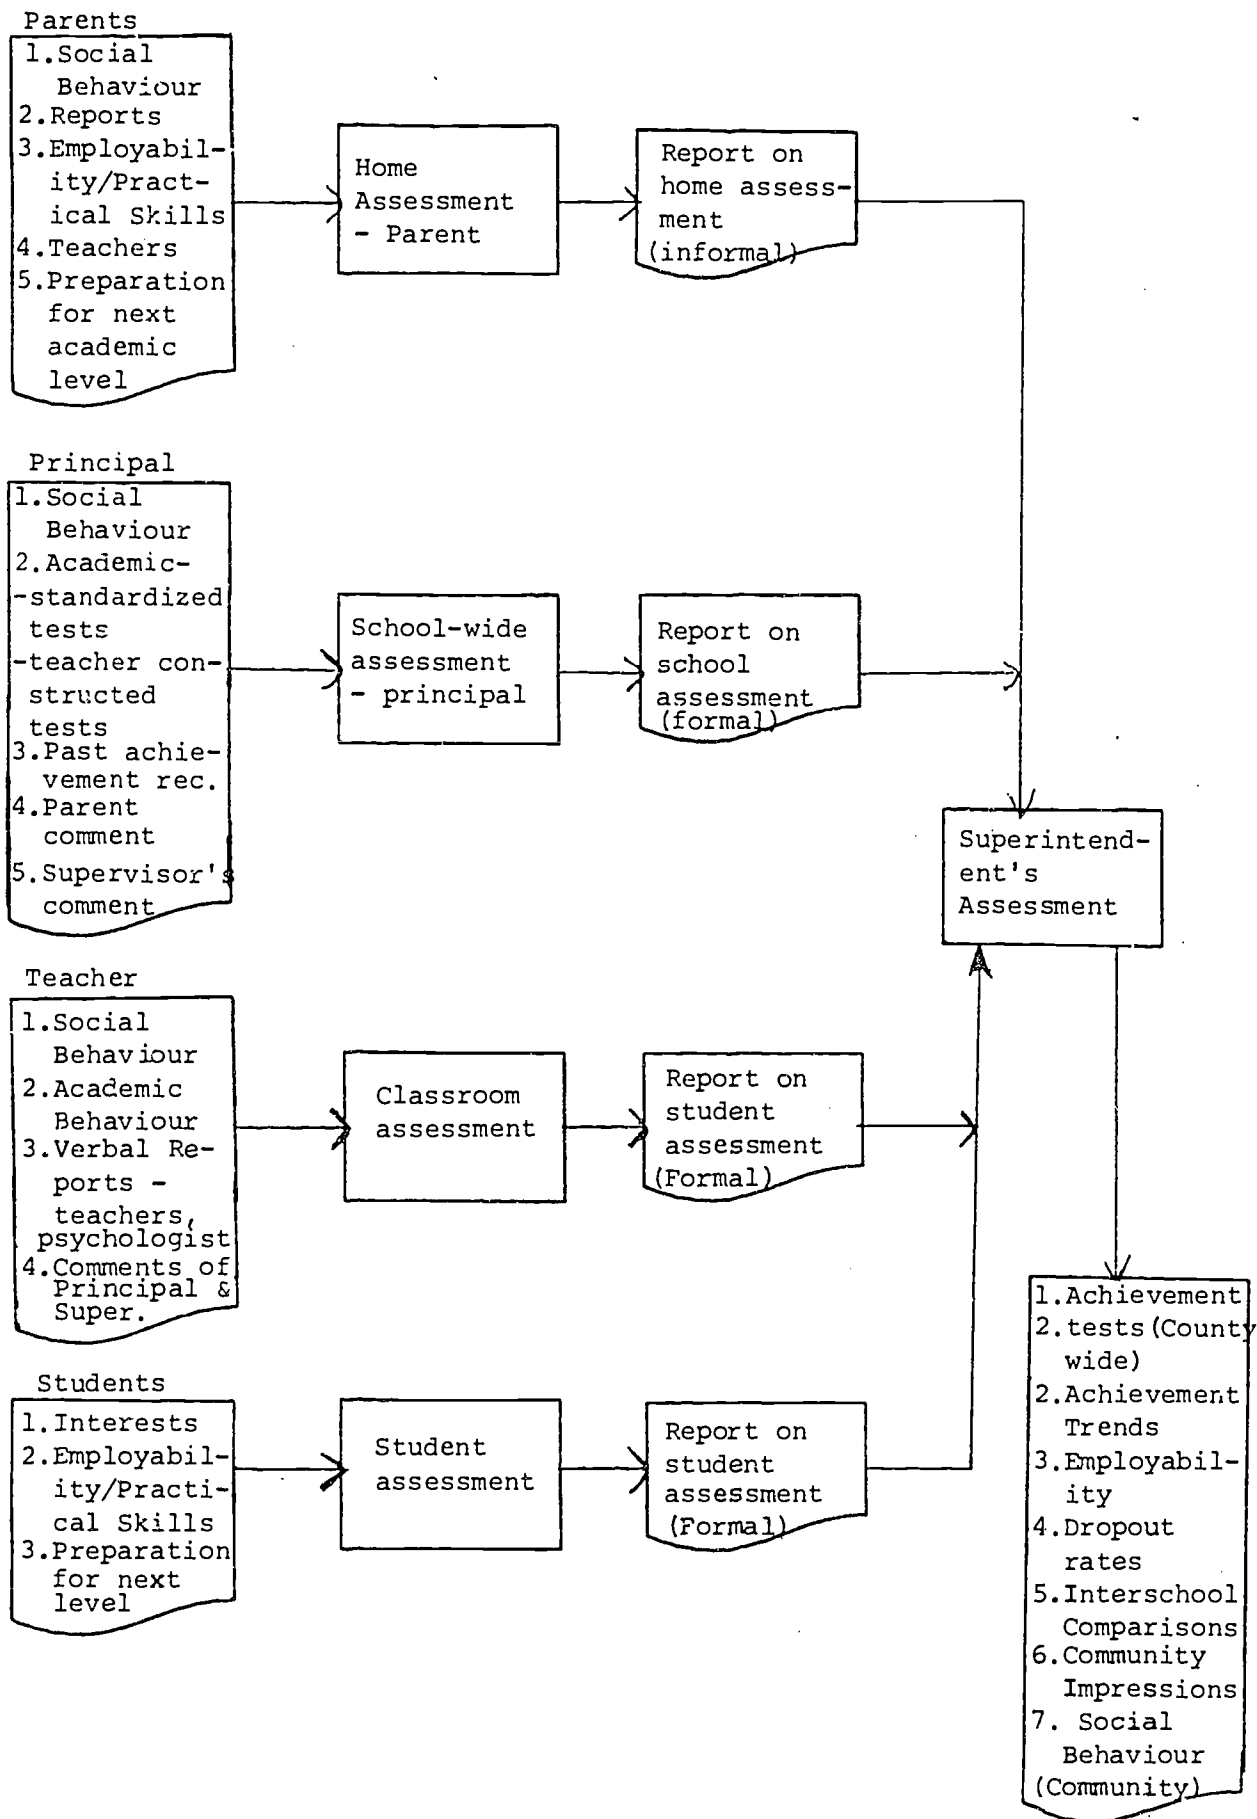 Parents
1.Social
Behaviour
2.Reports
3.Employabil-
ity/Pract-
ical Skills
4.Teachers
5.Preparation
for next
academic
level
Home
Assessment
- Parent
Report on
home assess-
ment
(informal)
Principal
1.Social
Behaviour
2.Academic-
-standardized
tests
-teacher con-
structed
tests
3.Past achie-
vement rec.
4.Parent
comment
5.Supervisor's
comment
School-wide
assessment
- principal
Report on
school
assessment
(formal)
Superintend-
ent's
Assessment
Teacher
1.Social
Behaviour
2.Academic
Behaviour
3.Verbal Re-
ports -
teachers,
psychologist
4.Comments of
Principal &
Super.
Classroom
assessment
Report on
student
assessment
(Formal)
Students
1.Interests
2.Employabil-
ity/Practi-
cal Skills
3.Preparation
for next
level
Student
assessment
Report on
student
assessment
(Formal)
1.Achievement
2.tests(County
wide)
2.Achievement
Trends
3.Employabil-
ity
4.Dropout
rates
5.Interschool
Comparisons
6.Community
Impressions
7. Social
Behaviour
(Community)